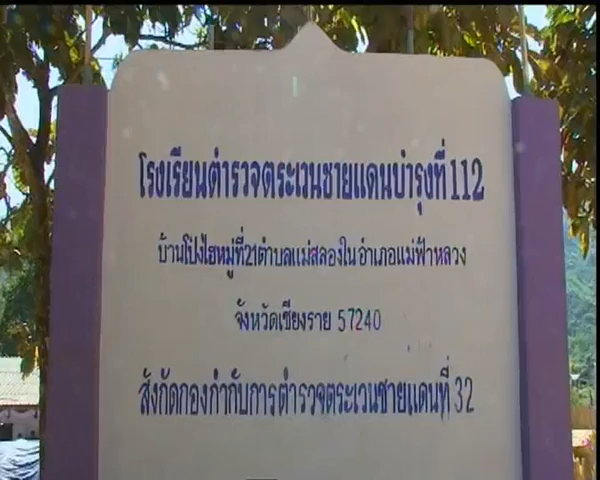 โรงเรียนตำรวจตระเวนชายแดนบำรุงที่ 112
บ้านโป่งไฮหมู่ที่21ตำบลแม่สลองใน อำเภอแม่ฟ้าหลวง
จังหวัดเชียงราย 57240
สังกัดกองกำกับการตำรวจตระเวนชายแดนที่ 32